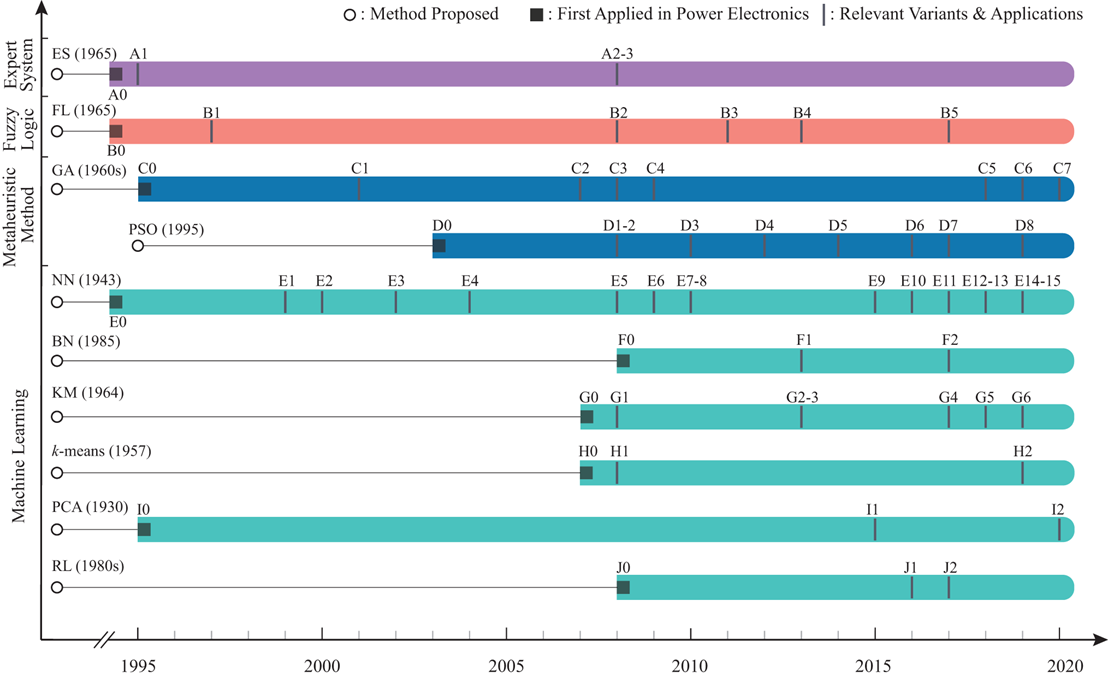 : Method Proposed : First Applied in Power Electronics : Relevant Variants & Applications
Expert
System
ES (1965) A1 A2-3
A0
Fuzzy
Logic
FL (1965) B1 B2 B3 B4 B5
B0
Metaheuristic
Method
GA (1960s) C0 C1 C2 C3 C4 C5 C6 C7
PSO (1995) D0 D1-2 D3 D4 D5 D6 D7 D8
Machine Learning
NN (1943) E1 E2 E3 E4 E5 E6 E7-8 E9 E10 E11 E12-13 E14-15
E0
BN (1985) F0 F1 F2
KM (1964) G0 G1 G2-3 G4 G5 G6
k-means (1957) H0 H1 H2
PCA (1930) I0 I1 I2
RL (1980s) J0 J1 J2
1995 2000 2005 2010 2015 2020